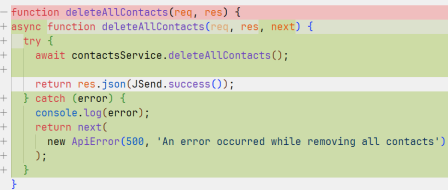 - function deleteAllContacts(req, res) {
+ async function deleteAllContacts(req, res, next) {
+   try {
+     await contactsService.deleteAllContacts();
+
      return res.json(JSend.success());
+   } catch (error) {
+     console.log(error);
+     return next(
+       new ApiError(500, 'An error occurred while removing all contacts')
+     );
+   }
  }